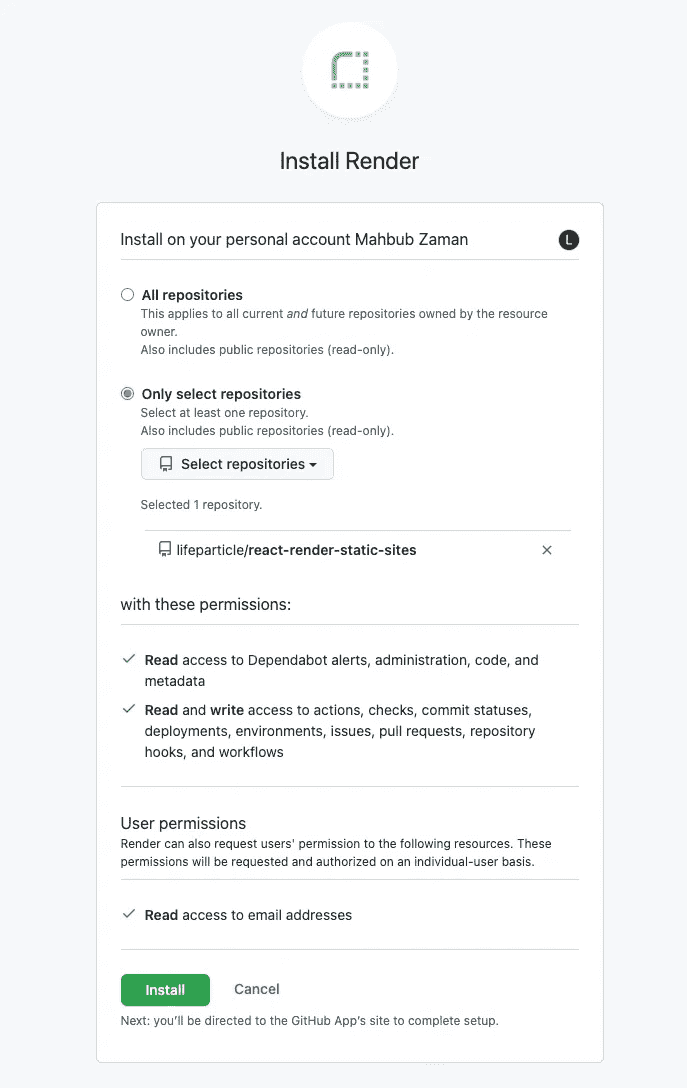 Install Render
Install on your personal account Mahbub Zaman
L
All repositories
This applies to all current and future repositories owned by the resource
owner.
Also includes public repositories (read-only).
Only select repositories
Select at least one repository.
Also includes public repositories (read-only).
Select repositories
Selected 1 repository.
lifeparticle/react-render-static-sites
with these permissions:
Read access to Dependabot alerts, administration, code, and
metadata
Read and write access to actions, checks, commit statuses,
deployments, environments, issues, pull requests, repository
hooks, and workflows
User permissions
Render can also request users' permission to the following resources. These
permissions will be requested and authorized on an individual-user basis.
Read access to email addresses
Install Cancel
Next: you'll be directed to the GitHub App's site to complete setup.